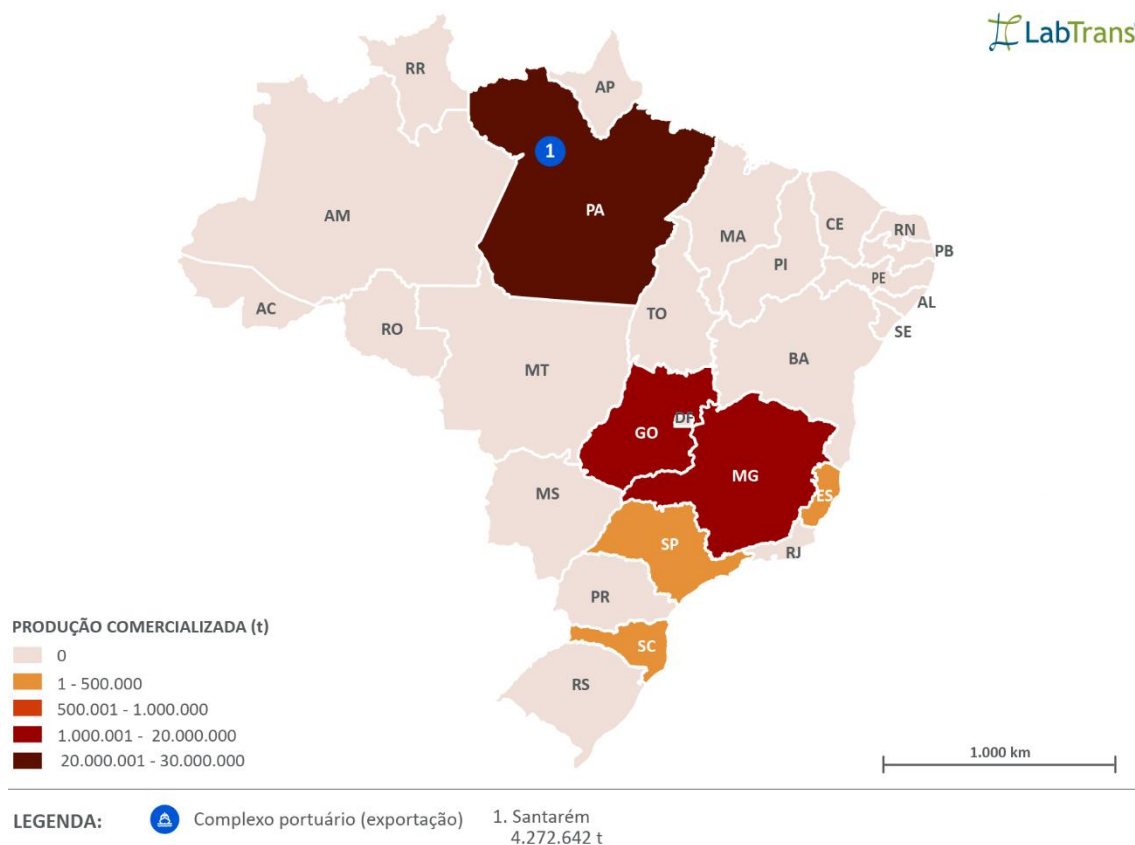 LabTrans
RR
AP
AM
PA
MA
CE
RN
PB
PI
PE
AL
SE
AC
RO
TO
BA
MT
DF
GO
MG
ES
MS
SP
RJ
PR
SC
RS
1
PRODUÇÃO COMERCIALIZADA (t)
0
1 - 500.000
500.001 - 1.000.000
1.000.001 - 20.000.000
20.000.001 - 30.000.000
1.000 km
LEGENDA:
Complexo portuário (exportação)
1. Santarém
4.272.642 t